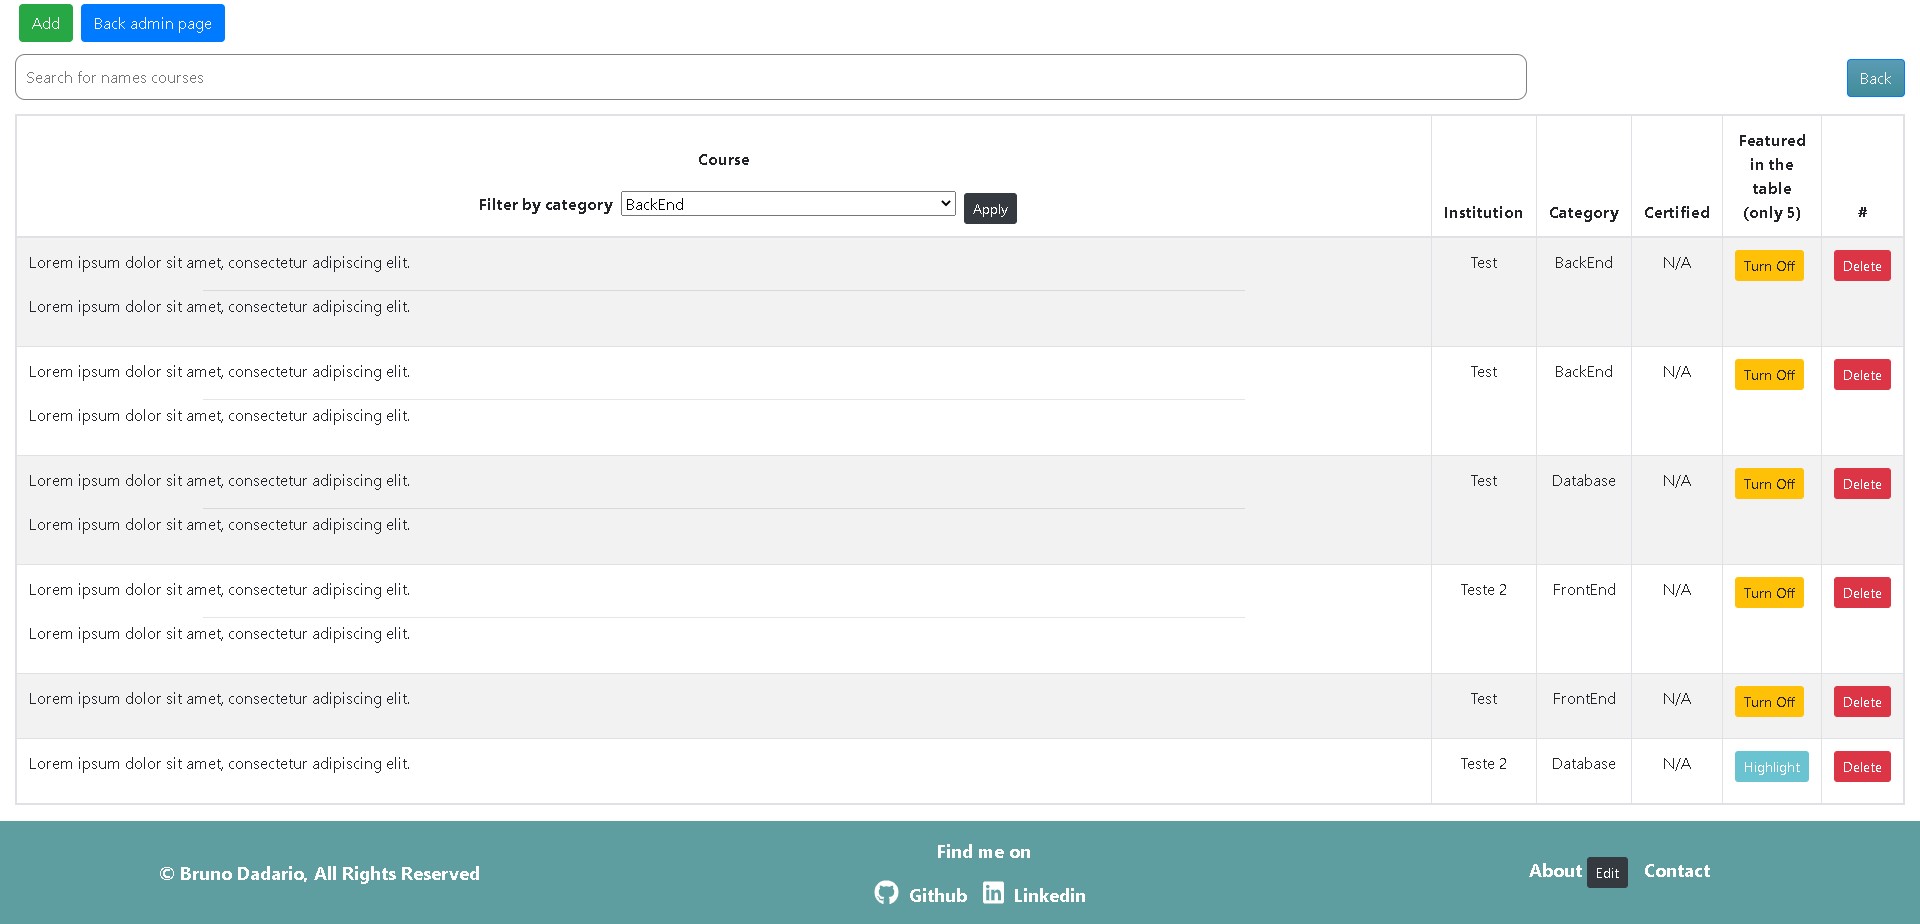 Add Back admin page
Search for names courses
Back
Course
Filter by category BackEnd Apply
Institution
Category
Certified
Featured
in the
table
(only 5)
#
Lorem ipsum dolor sit amet, consectetur adipiscing elit. Test BackEnd N/A Turn Off Delete
Lorem ipsum dolor sit amet, consectetur adipiscing elit.
Lorem ipsum dolor sit amet, consectetur adipiscing elit. Test BackEnd N/A Turn Off Delete
Lorem ipsum dolor sit amet, consectetur adipiscing elit.
Lorem ipsum dolor sit amet, consectetur adipiscing elit. Test Database N/A Turn Off Delete
Lorem ipsum dolor sit amet, consectetur adipiscing elit.
Lorem ipsum dolor sit amet, consectetur adipiscing elit. Teste 2 FrontEnd N/A Turn Off Delete
Lorem ipsum dolor sit amet, consectetur adipiscing elit.
Lorem ipsum dolor sit amet, consectetur adipiscing elit. Test FrontEnd N/A Turn Off Delete
Lorem ipsum dolor sit amet, consectetur adipiscing elit. Teste 2 Database N/A Highlight Delete
© Bruno Dadario, All Rights Reserved
Find me on
Github Linkedin
About Edit Contact